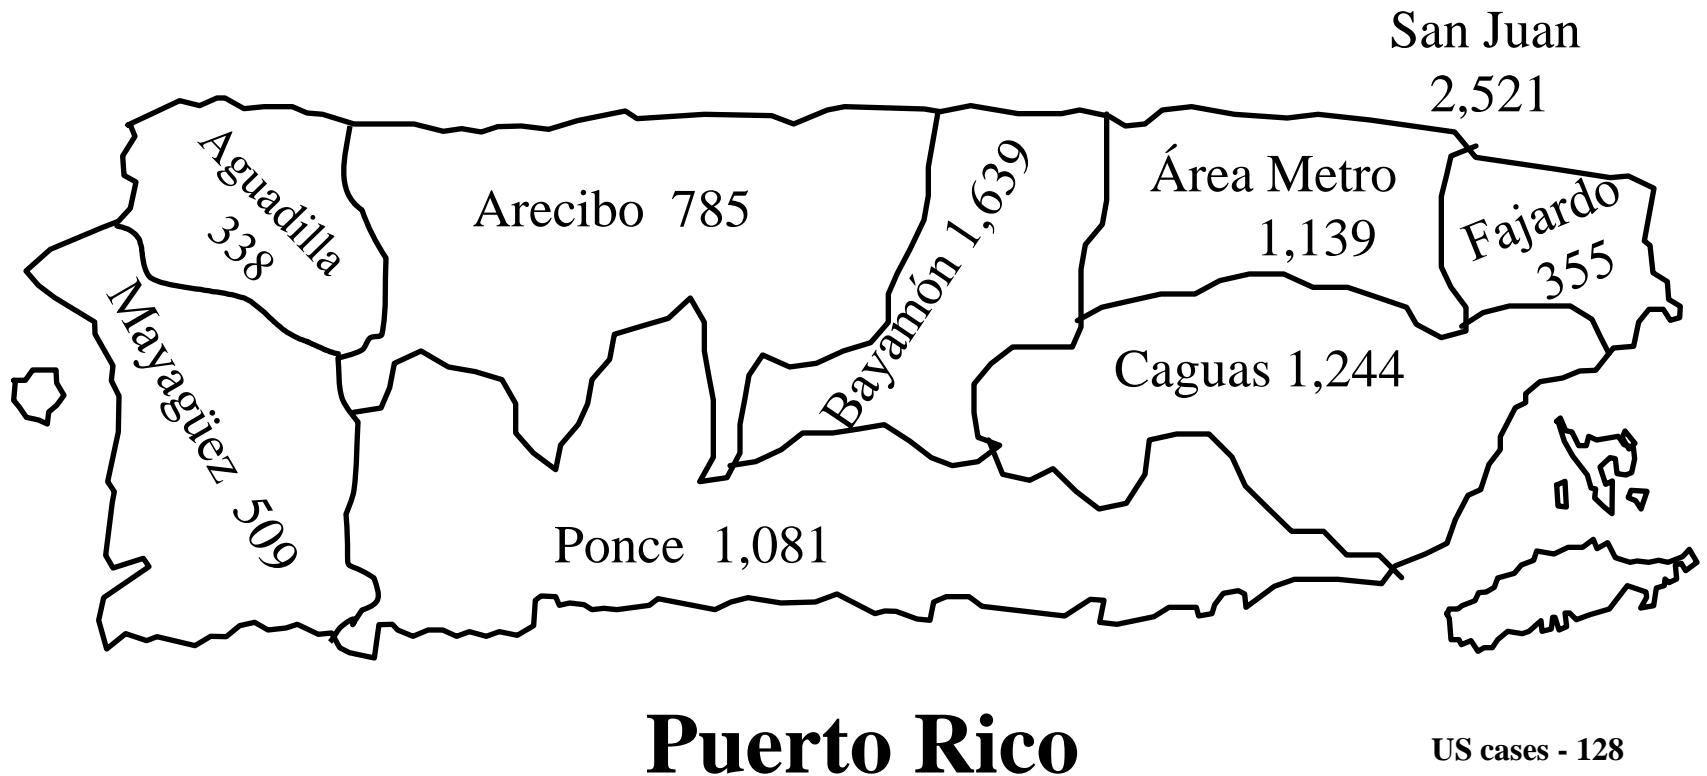 San Juan
2,521
Aguadilla
338
Arecibo 785
Bayamón 1,639
Área Metro
1,139
Fajardo
355
Mayagüez 509
Caguas 1,244
Ponce 1,081
Puerto Rico
US cases - 128